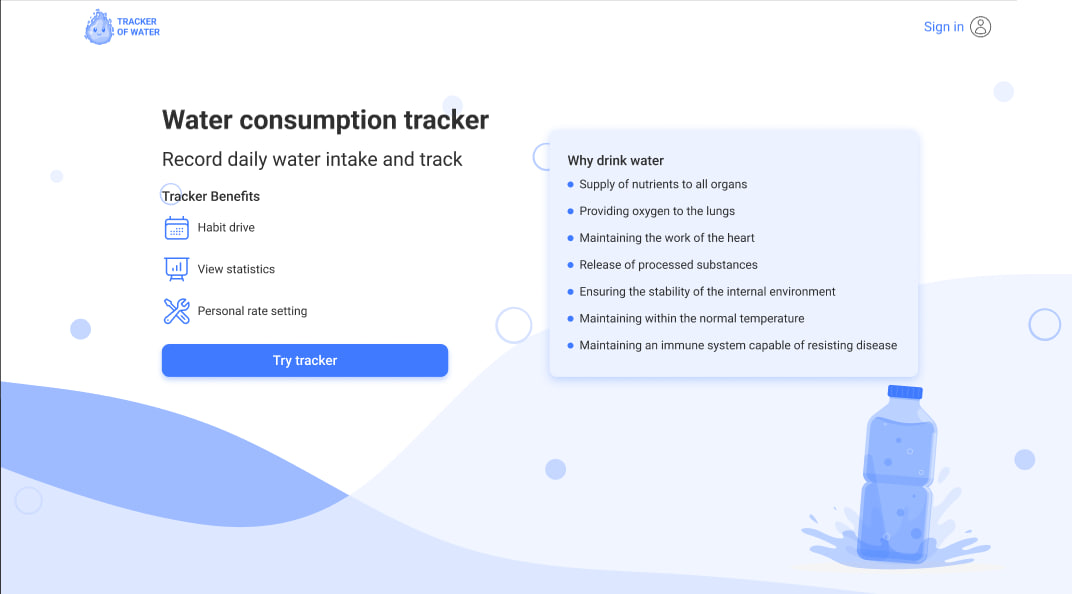 TRACKER
OF WATER
Sign in
Water consumption tracker
Record daily water intake and track
Tracker Benefits
Habit drive
View statistics
Personal rate setting
Try tracker
Why drink water
Supply of nutrients to all organs
Providing oxygen to the lungs
Maintaining the work of the heart
Release of processed substances
Ensuring the stability of the internal environment
Maintaining within the normal temperature
Maintaining an immune system capable of resisting disease